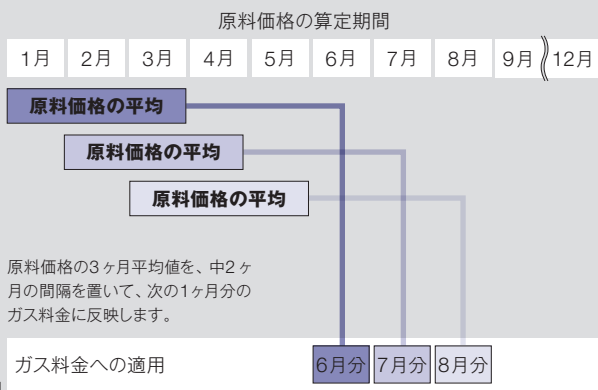 原料価格の算定期間
1月 2月 3月 4月 5月 6月 7月 8月 9月 12月
原料価格の平均
原料価格の平均
原料価格の平均
原料価格の3ヶ月平均値を、中2ヶ
月の間隔を置いて、次の1ヶ月分の
ガス料金に反映します。
ガス料金への適用 6月分 7月分 8月分